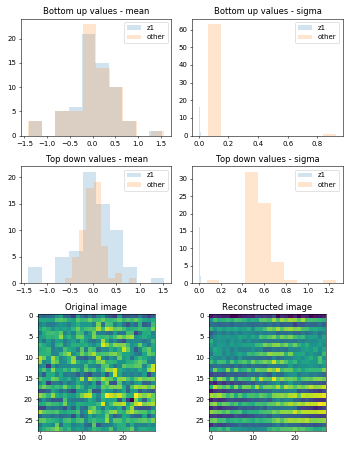 Bottom up values - mean
Bottom up values - sigma
z1
other
z1
other
20
15
10
5
0
−1.5 −1.0 −0.5 0.0 0.5 1.0 1.5
60
50
40
30
20
10
0
0.0 0.2 0.4 0.6 0.8
Top down values - mean
Top down values - sigma
z1
other
z1
other
20
15
10
5
0
−1.5 −1.0 −0.5 0.0 0.5 1.0 1.5
30
25
20
15
10
5
0
0.0 0.2 0.4 0.6 0.8 1.0 1.2
Original image
Reconstructed image
0
5
10
15
20
25
0 10 20
0
5
10
15
20
25
0 10 20